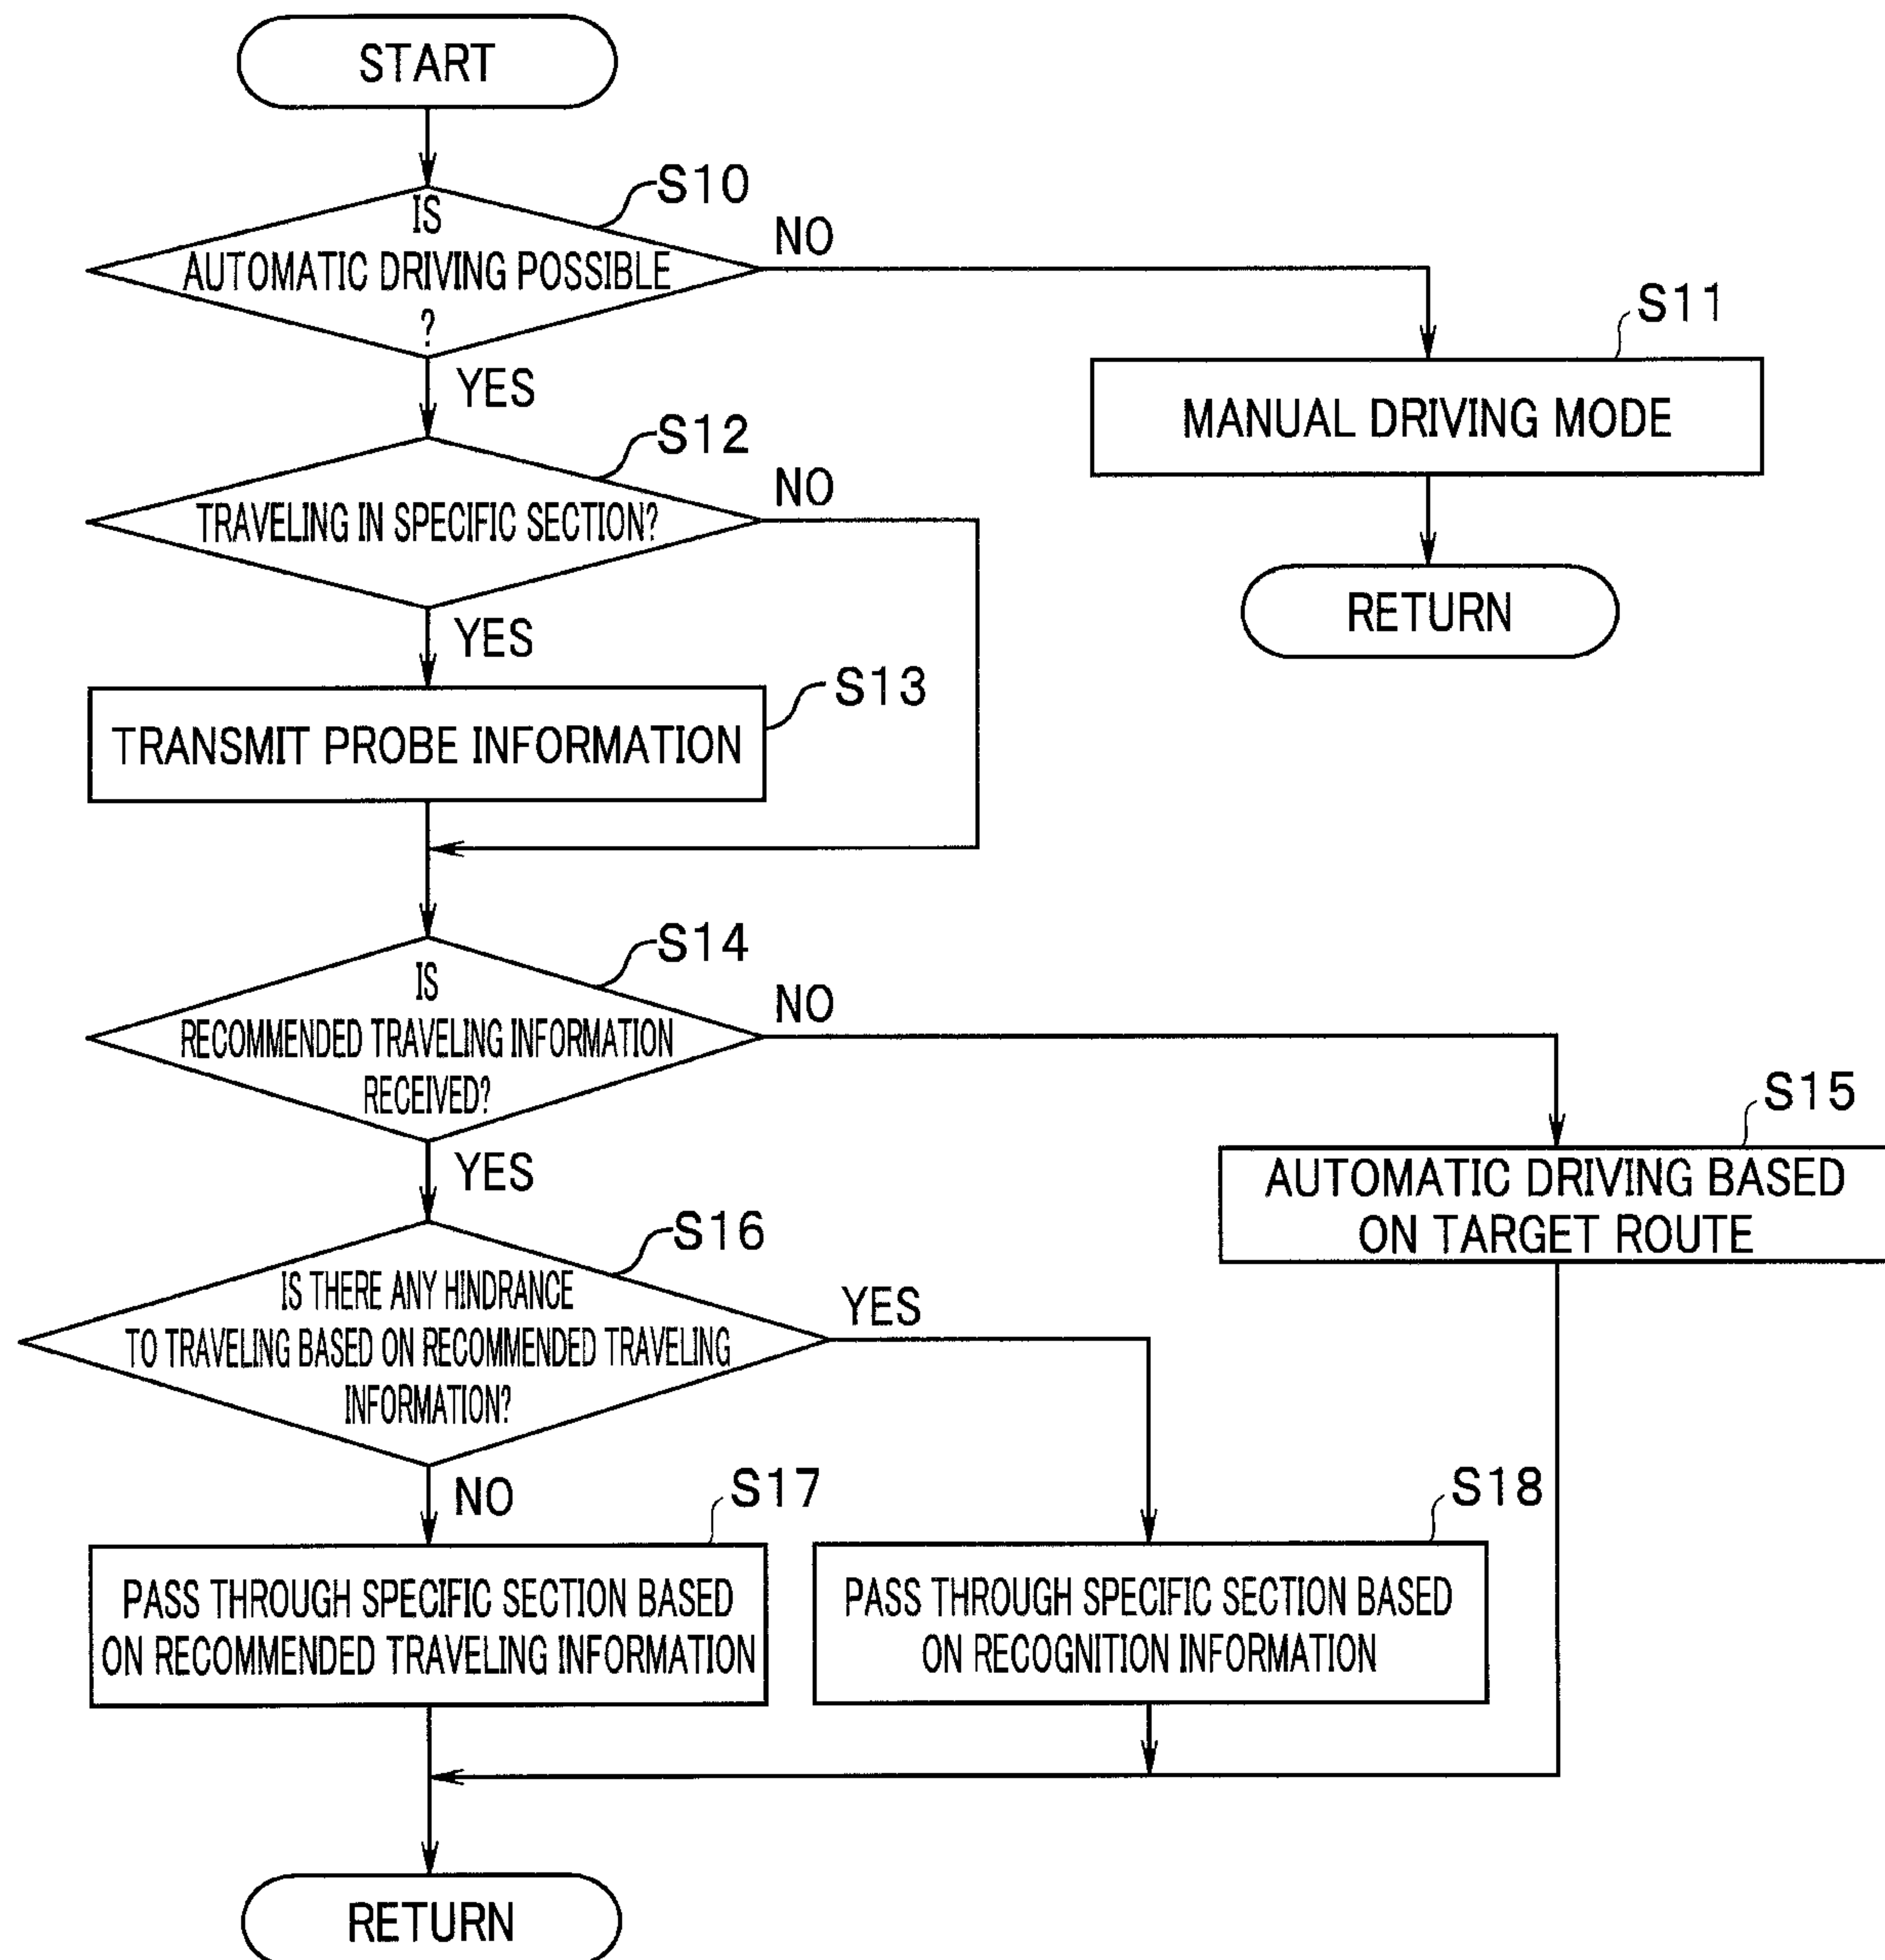 START
S10
IS
AUTOMATIC DRIVING POSSIBLE
?
NO
YES
S11
MANUAL DRIVING MODE
RETURN
S12
TRAVELING IN SPECIFIC SECTION?
NO
YES
S13
TRANSMIT PROBE INFORMATION
S14
IS
RECOMMENDED TRAVELING INFORMATION
RECEIVED?
NO
YES
S15
AUTOMATIC DRIVING BASED
ON TARGET ROUTE
S16
IS THERE ANY HINDRANCE
TO TRAVELING BASED ON RECOMMENDED TRAVELING
INFORMATION?
YES
NO
S17
PASS THROUGH SPECIFIC SECTION BASED
ON RECOMMENDED TRAVELING INFORMATION
S18
PASS THROUGH SPECIFIC SECTION BASED
ON RECOGNITION INFORMATION
RETURN